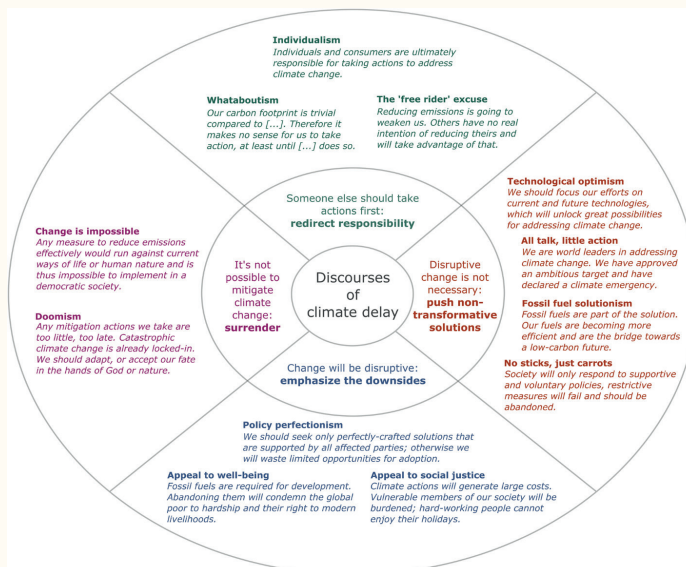 Individualism
Individuals and consumers are ultimately
responsible for taking actions to address
climate change.
Whataboutism
Our carbon footprint is trivial
compared to [...]. Therefore it
makes no sense for us to take
action, at least until [...] does so.
The 'free rider' excuse
Reducing emissions is going to
weaken us. Others have no real
intention of reducing theirs and
will take advantage of that.
Someone else should take
actions first:
redirect responsibility
Technological optimism
We should focus our efforts on
current and future technologies,
which will unlock great possibilities
for addressing climate change.
All talk, little action
We are world leaders in addressing
climate change. We have approved
an ambitious target and have
declared a climate emergency.
Fossil fuel solutionism
Fossil fuels are part of the solution.
Our fuels are becoming more
efficient and are the bridge towards
a low-carbon future.
No sticks, just carrots
Society will only respond to supportive
and voluntary policies, restrictive
measures will fail and should be
abandoned.
Disruptive
change is not
necessary:
push non-
transformative
solutions
Discourses
of
climate delay
It's not
possible to
mitigate
climate
change:
surrender
Change is impossible
Any measure to reduce emissions
effectively would run against current
ways of life or human nature and is
thus impossible to implement in a
democratic society.
Doomism
Any mitigation actions we take are
too little, too late. Catastrophic
climate change is already locked-in.
We should adapt, or accept our fate
in the hands of God or nature.
Change will be disruptive:
emphasize the downsides
Policy perfectionism
We should seek only perfectly-crafted solutions that
are supported by all affected parties; otherwise we
will waste limited opportunities for adoption.
Appeal to well-being
Fossil fuels are required for development.
Abandoning them will condemn the global
poor to hardship and their right to modern
livelihoods.
Appeal to social justice
Climate actions will generate large costs.
Vulnerable members of our society will be
burdened; hard-working people cannot
enjoy their holidays.